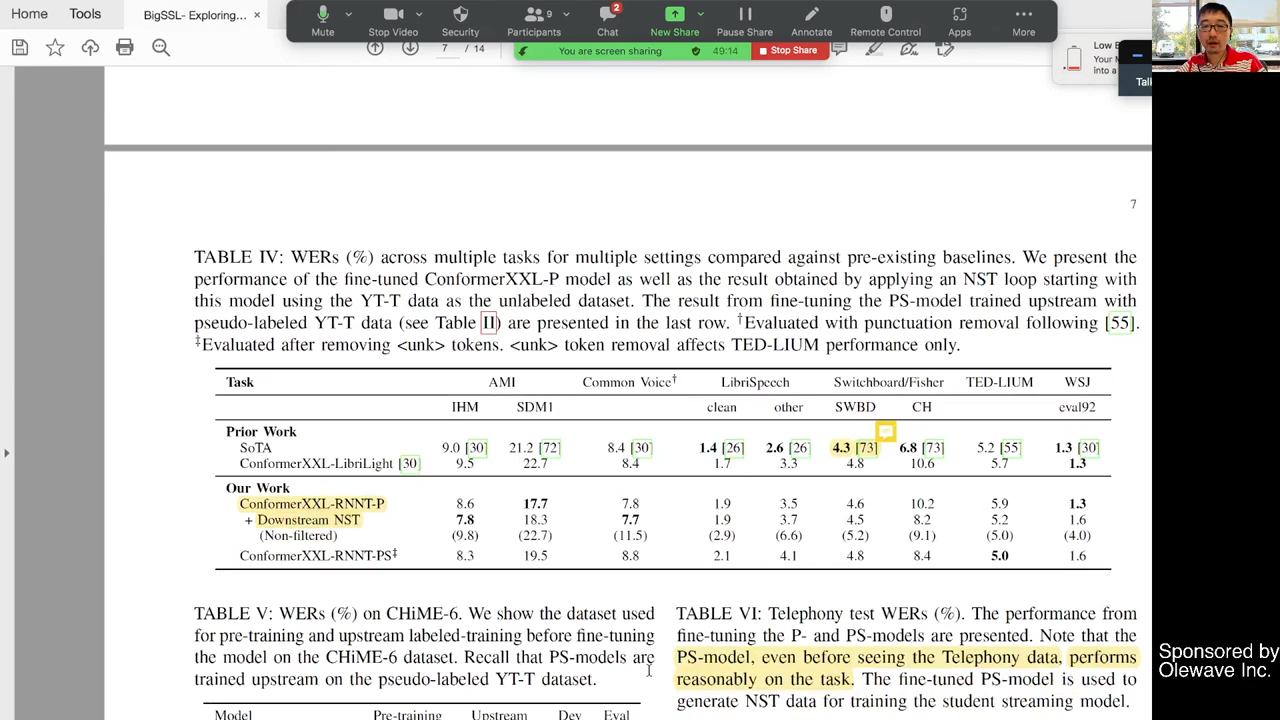 Home
Tools
BigSSL- Exploring... ×
Mute
Stop Video
Security
9
Participants
2
Chat
New Share
Pause Share
Annotate
Remote Control
Apps
More
You are screen sharing
49:14
Stop Share
7 / 14
Low B
Your M
into a
Talk
7
TABLE IV: WERs (%) across multiple tasks for multiple settings compared against pre-existing baselines. We present the
performance of the fine-tuned ConformerXXL-P model as well as the result obtained by applying an NST loop starting with
this model using the YT-T data as the unlabeled dataset. The result from fine-tuning the PS-model trained upstream with
pseudo-labeled YT-T data (see Table II) are presented in the last row. †Evaluated with punctuation removal following [55].
‡Evaluated after removing <unk> tokens. <unk> token removal affects TED-LIUM performance only.
Task AMI Common Voice† LibriSpeech Switchboard/Fisher TED-LIUM WSJ
IHM SDM1 clean other SWBD CH eval92
Prior Work
SoTA 9.0 [30] 21.2 [72] 8.4 [30] 1.4 [26] 2.6 [26] 4.3 [73] 6.8 [73] 5.2 [55] 1.3 [30]
ConformerXXL-LibriLight [30] 9.5 22.7 8.4 1.7 3.3 4.8 10.6 5.7 1.3
Our Work
ConformerXXL-RNNT-P 8.6 17.7 7.8 1.9 3.5 4.6 10.2 5.9 1.3
+ Downstream NST 7.8 18.3 7.7 1.9 3.7 4.5 8.2 5.2 1.6
(Non-filtered) (9.8) (22.7) (11.5) (2.9) (6.6) (5.2) (9.1) (5.0) (4.0)
ConformerXXL-RNNT-PS‡ 8.3 19.5 8.8 2.1 4.1 4.8 8.4 5.0 1.6
TABLE V: WERs (%) on CHiME-6. We show the dataset used
for pre-training and upstream labeled-training before fine-tuning
the model on the CHiME-6 dataset. Recall that PS-models are
trained upstream on the pseudo-labeled YT-T dataset.
Model Pre-training Upstream Dev Eval
TABLE VI: Telephony test WERs (%). The performance from
fine-tuning the P- and PS-models are presented. Note that the
PS-model, even before seeing the Telephony data, performs
reasonably on the task. The fine-tuned PS-model is used to
generate NST data for training the student streaming model.
Sponsored by
Olewave Inc.